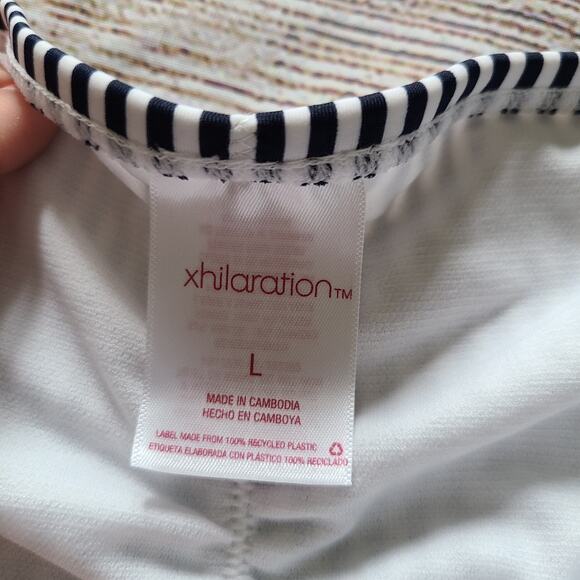 xhilaration™
L
MADE IN CAMBODIA
HECHO EN CAMBOYA
LABEL MADE FROM 100% RECYCLED PLASTIC
ETIQUETA ELABORADA CON PLÁSTICO 100% RECICLADO